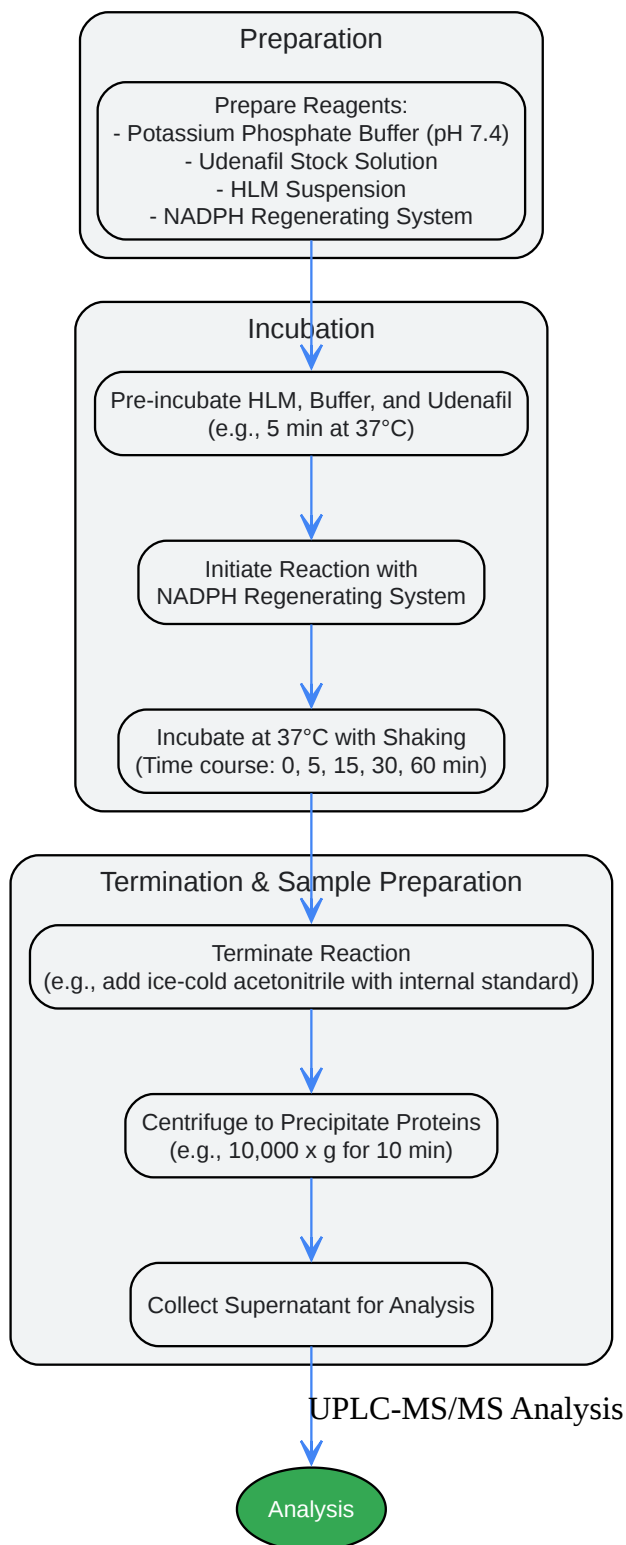 Preparation
Prepare Reagents:
- Potassium Phosphate Buffer (pH 7.4)
- Udenafil Stock Solution
- HLM Suspension
- NADPH Regenerating System
Incubation
Pre-incubate HLM, Buffer, and Udenafil
(e.g., 5 min at 37°C)
Initiate Reaction with
NADPH Regenerating System
Incubate at 37°C with Shaking
(Time course: 0, 5, 15, 30, 60 min)
Termination & Sample Preparation
Terminate Reaction
(e.g., add ice-cold acetonitrile with internal standard)
Centrifuge to Precipitate Proteins
(e.g., 10,000 x g for 10 min)
Collect Supernatant for Analysis
UPLC-MS/MS Analysis
Analysis